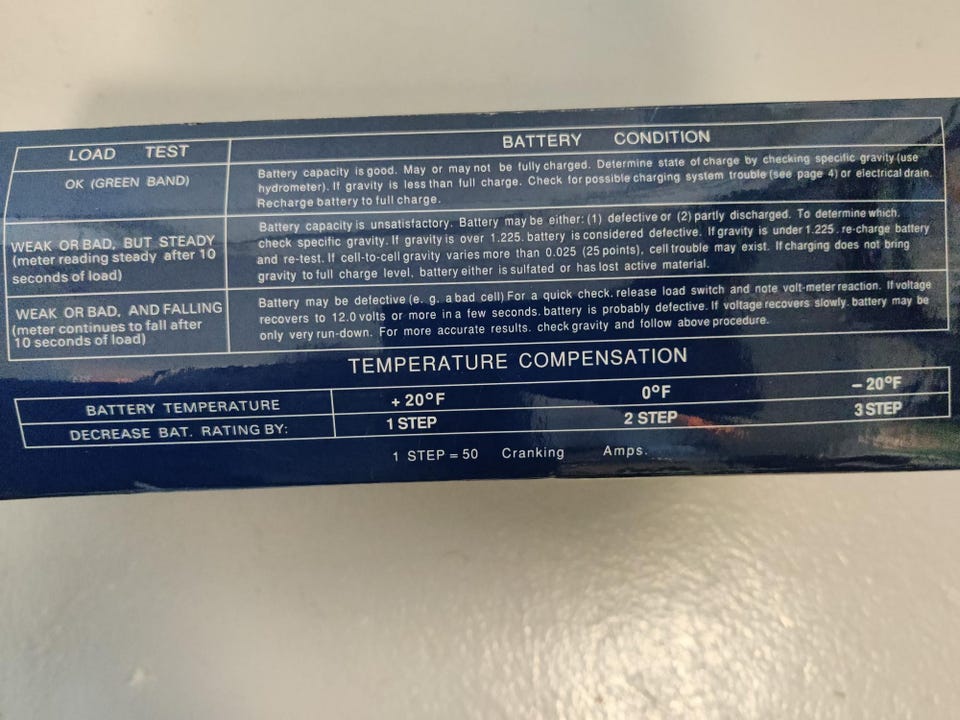 LOAD TEST
BATTERY CONDITION
OK (GREEN BAND)
Battery capacity is good. May or may not be fully charged. Determine state of charge by checking specific gravity (use
hydrometer). If gravity is less than full charge. Check for possible charging system trouble (see page 4) or electrical drain.
Recharge battery to full charge.
WEAK OR BAD, BUT STEADY
(meter reading steady after 10
seconds of load)
Battery capacity is unsatisfactory. Battery may be either: (1) defective or (2) partly discharged. To determine which.
check specific gravity. If gravity is over 1.225. battery is considered defective. If gravity is under 1.225. re-charge battery
and re-test. If cell-to-cell gravity varies more than 0.025 (25 points), cell trouble may exist. If charging does not bring
gravity to full charge level, battery either is sulfated or has lost active material.
WEAK OR BAD, AND FALLING
(meter continues to fall after
10 seconds of load)
Battery may be defective (e. g. a bad cell) For a quick check. release load switch and note volt-meter reaction. If voltage
recovers to 12.0 volts or more in a few seconds. battery is probably defective. If voltage recovers slowly. battery may be
only very run-down. For more accurate results. check gravity and follow above procedure.
TEMPERATURE COMPENSATION
BATTERY TEMPERATURE + 20°F 0°F – 20°F
DECREASE BAT. RATING BY: 1 STEP 2 STEP 3 STEP
1 STEP = 50 Cranking Amps.